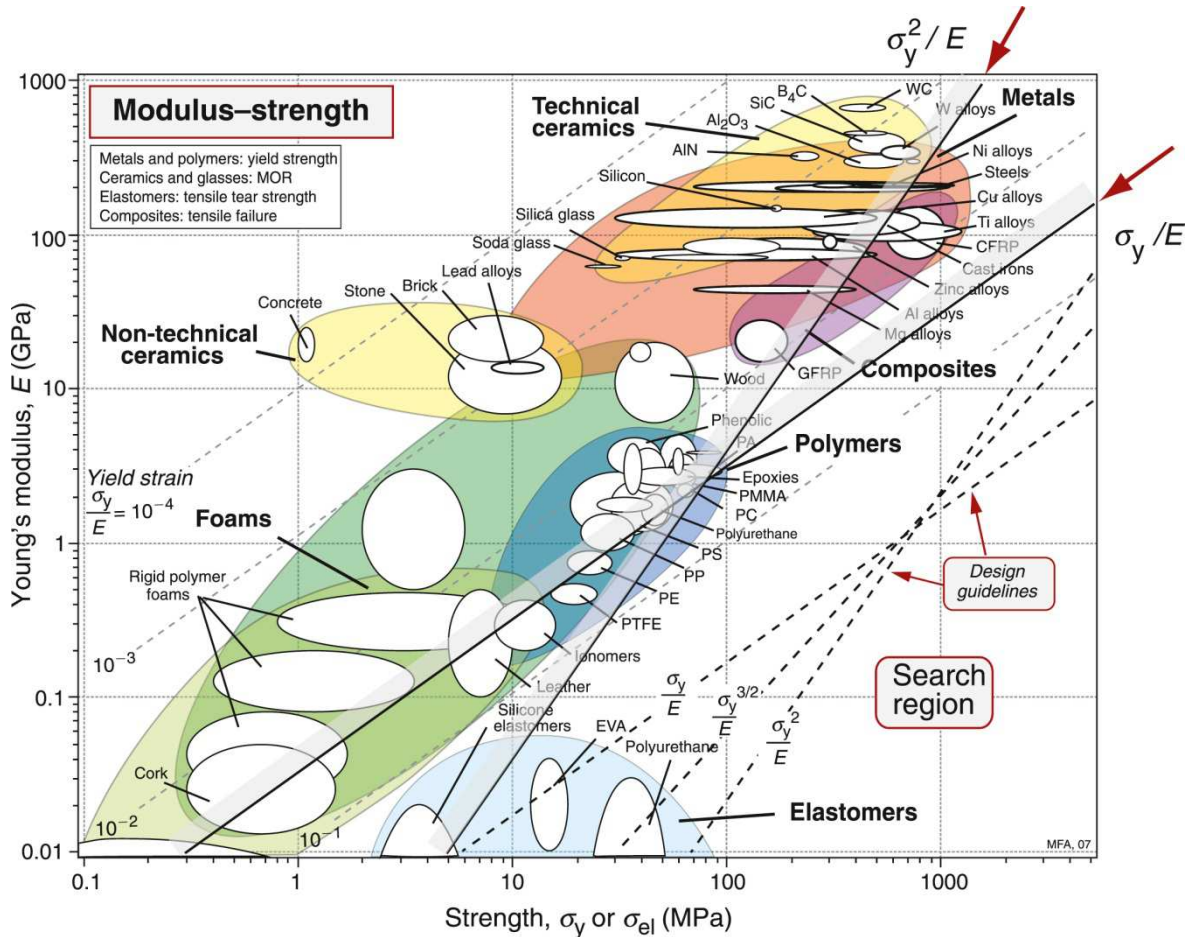 σy²/E
1000
Modulus–strength
Metals and polymers: yield strength
Ceramics and glasses: MOR
Elastomers: tensile tear strength
Composites: tensile failure
Technical
ceramics
Al2O3
SiC
B4C
WC
Metals
W alloys
AlN
Ni alloys
Steels
Silicon
Cu alloys
Silica glass
Ti alloys
σy/E
100
Soda glass
CFRP
Cast irons
Lead alloys
Zinc alloys
Brick
Stone
Concrete
Al alloys
Mg alloys
Non-technical
ceramics
Composites
GFRP
10
Wood
Phenolic
PA
Polymers
Epoxies
PMMA
PC
Polyurethane
PS
PP
PE
PTFE
Ionomers
Leather
Yield strain
σy/E = 10-4
Foams
1
Rigid polymer
foams
Design
guidelines
10-3
0.1
Search
region
σy/E
σy3/2/E
σy2/E
Silicone
elastomers
EVA
Polyurethane
Cork
Elastomers
10-2
10-1
0.01
MFA, 07
0.1
1
10
100
1000
Young's modulus, E (GPa)
Strength, σy or σel (MPa)